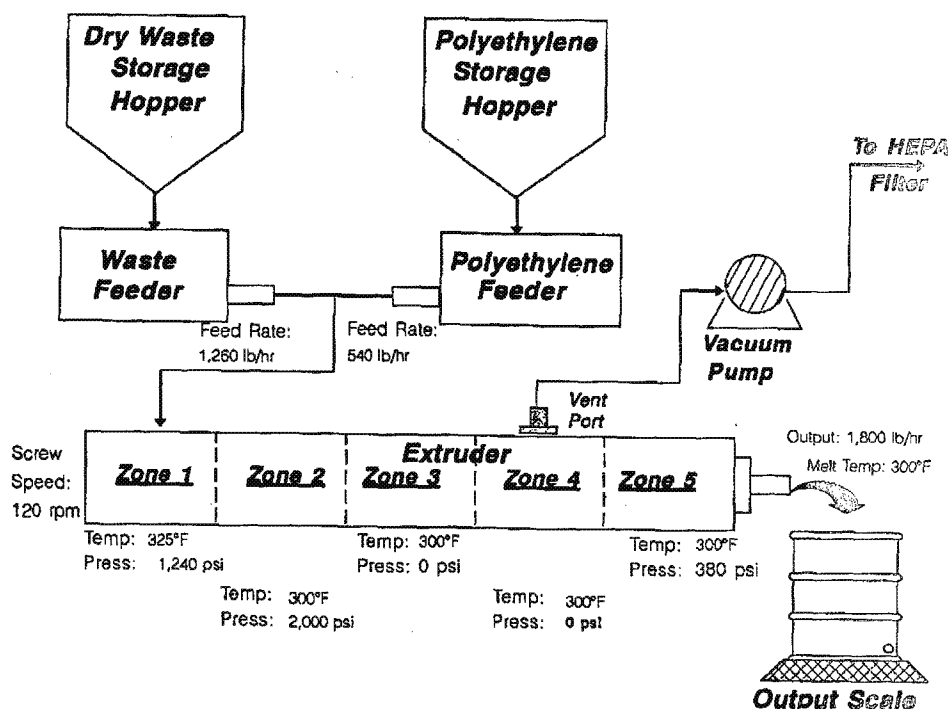 Dry Waste
Storage
Hopper
Polyethylene
Storage
Hopper
To HEPA
Filter
Waste
Feeder
Polyethylene
Feeder
Feed Rate:
1,260 lb/hr
Feed Rate:
540 lb/hr
Vacuum
Pump
Vent
Port
Extruder
Screw
Speed:
120 rpm
Zone 1
Zone 2
Zone 3
Zone 4
Zone 5
Output: 1,800 lb/hr
Melt Temp: 300°F
Temp: 325°F
Press: 1,240 psi
Temp: 300°F
Press: 2,000 psi
Temp: 300°F
Press: 0 psi
Temp: 300°F
Press: 0 psi
Temp: 300°F
Press: 380 psi
Output Scale